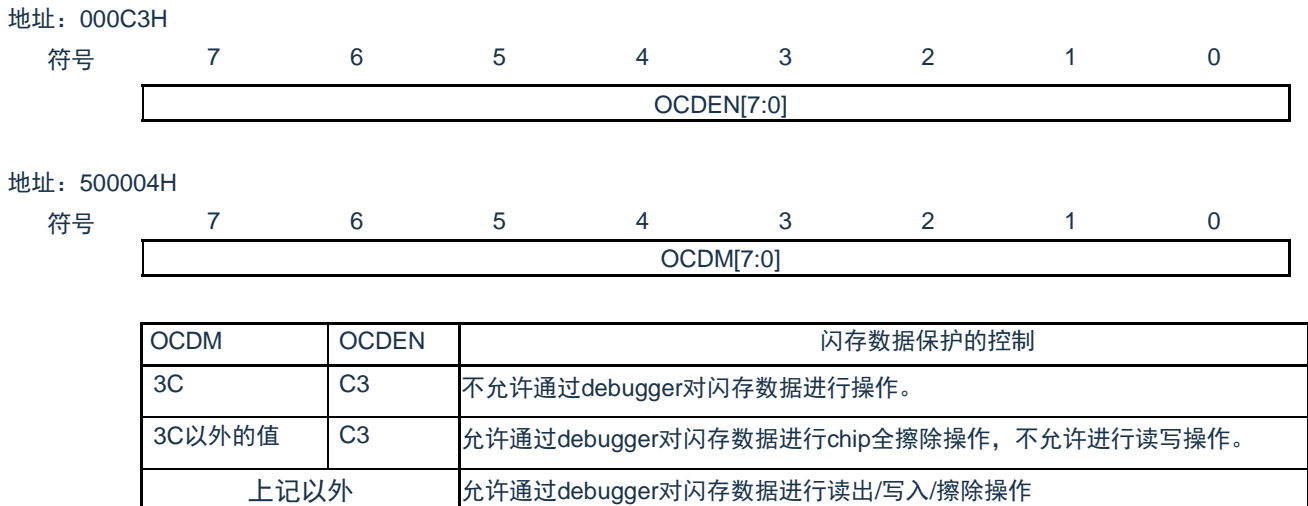 地址：000C3H
符号 7 6 5 4 3 2 1 0
OCDEN[7:0]
地址：500004H
符号 7 6 5 4 3 2 1 0
OCDM[7:0]
OCDM OCDEN 闪存数据保护的控制
3C C3 不允许通过debugger对闪存数据进行操作。
3C以外的值 C3 允许通过debugger对闪存数据进行chip全擦除操作，不允许进行读写操作。
上记以外 允许通过debugger对闪存数据进行读出/写入/擦除操作